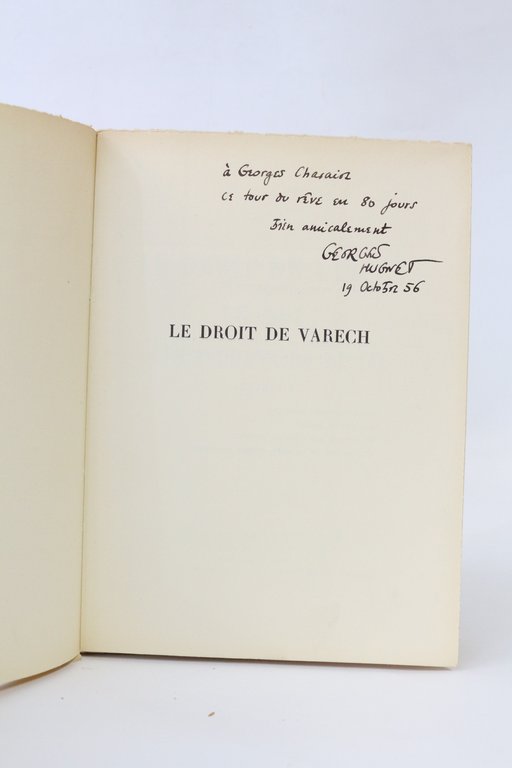 à Georges
ce tour du rêve en 80 jours
bien amicalement
GEORGES
HUGNET
19 Octobre 56
LE DROIT DE VARECH